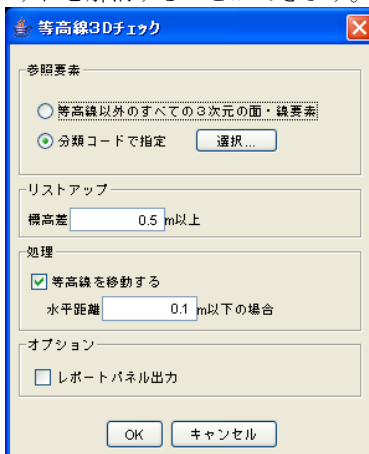 等高線3Dチェック
参照要素
等高線以外のすべての3次元の面・線要素
分類コードで指定 選択...
リストアップ
標高差 0.5 m以上
処理
等高線を移動する
水平距離 0.1 m以下の場合
オプション
レポートパネル出力
OK キャンセル